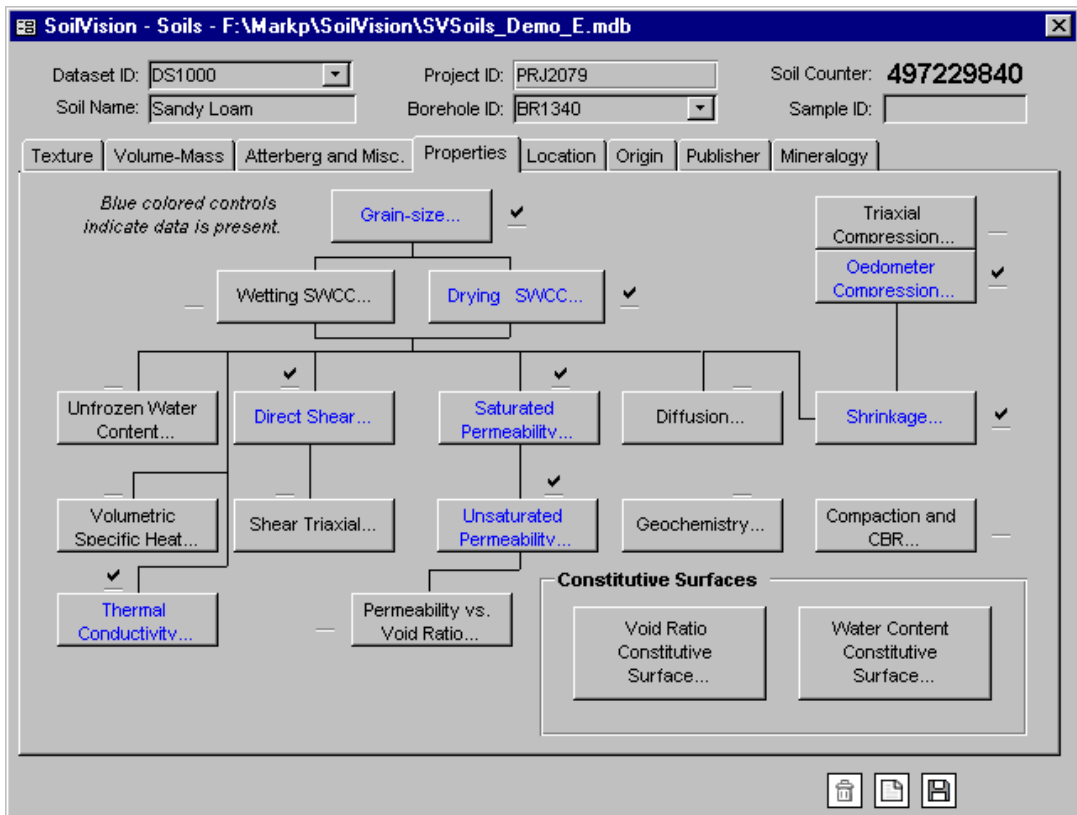 SoilVision - Soils - F:\Markp\SoilVision\SVSoils_Demo_E.mdb
Dataset ID: DS1000
Project ID: PRJ2079
Soil Counter: 497229840
Soil Name: Sandy Loam
Borehole ID: BR1340
Sample ID:
Texture
Volume-Mass
Atterberg and Misc.
Properties
Location
Origin
Publisher
Mineralogy
Blue colored controls
indicate data is present.
Grain-size...
Triaxial
Compression...
Oedometer
Compression...
Wetting SWCC...
Drying SWCC...
Unfrozen Water
Content...
Direct Shear...
Saturated
Permeability...
Diffusion...
Shrinkage...
Volumetric
Specific Heat...
Shear Triaxial...
Unsaturated
Permeability...
Geochemistry...
Compaction and
CBR...
Thermal
Conductivity...
Permeability vs.
Void Ratio...
Constitutive Surfaces
Void Ratio
Constitutive
Surface...
Water Content
Constitutive
Surface...